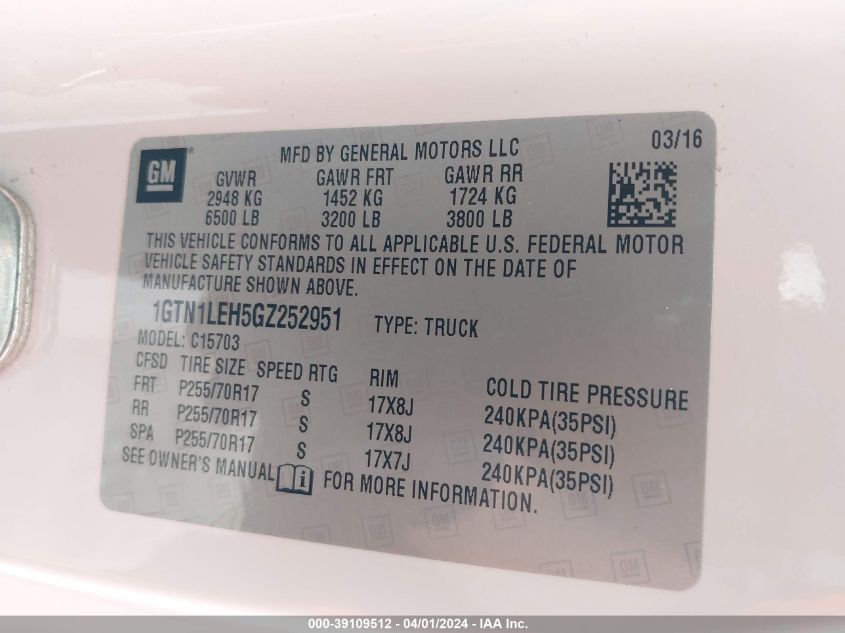 GM ®
MFD BY GENERAL MOTORS LLC
03/16
GVWR GAWR FRT GAWR RR
2948 KG 1452 KG 1724 KG
6500 LB 3200 LB 3800 LB
THIS VEHICLE CONFORMS TO ALL APPLICABLE U.S. FEDERAL MOTOR
VEHICLE SAFETY STANDARDS IN EFFECT ON THE DATE OF
MANUFACTURE SHOWN ABOVE.
1GTN1LEH5GZ252951 TYPE: TRUCK
MODEL: C15703
CFSD TIRE SIZE SPEED RTG RIM COLD TIRE PRESSURE
FRT P255/70R17 S 17X8J 240KPA(35PSI)
RR P255/70R17 S 17X8J 240KPA(35PSI)
SPA P255/70R17 S 17X7J 240KPA(35PSI)
SEE OWNER'S MANUAL i FOR MORE INFORMATION.
000-39109512 - 04/01/2024 - IAA Inc.